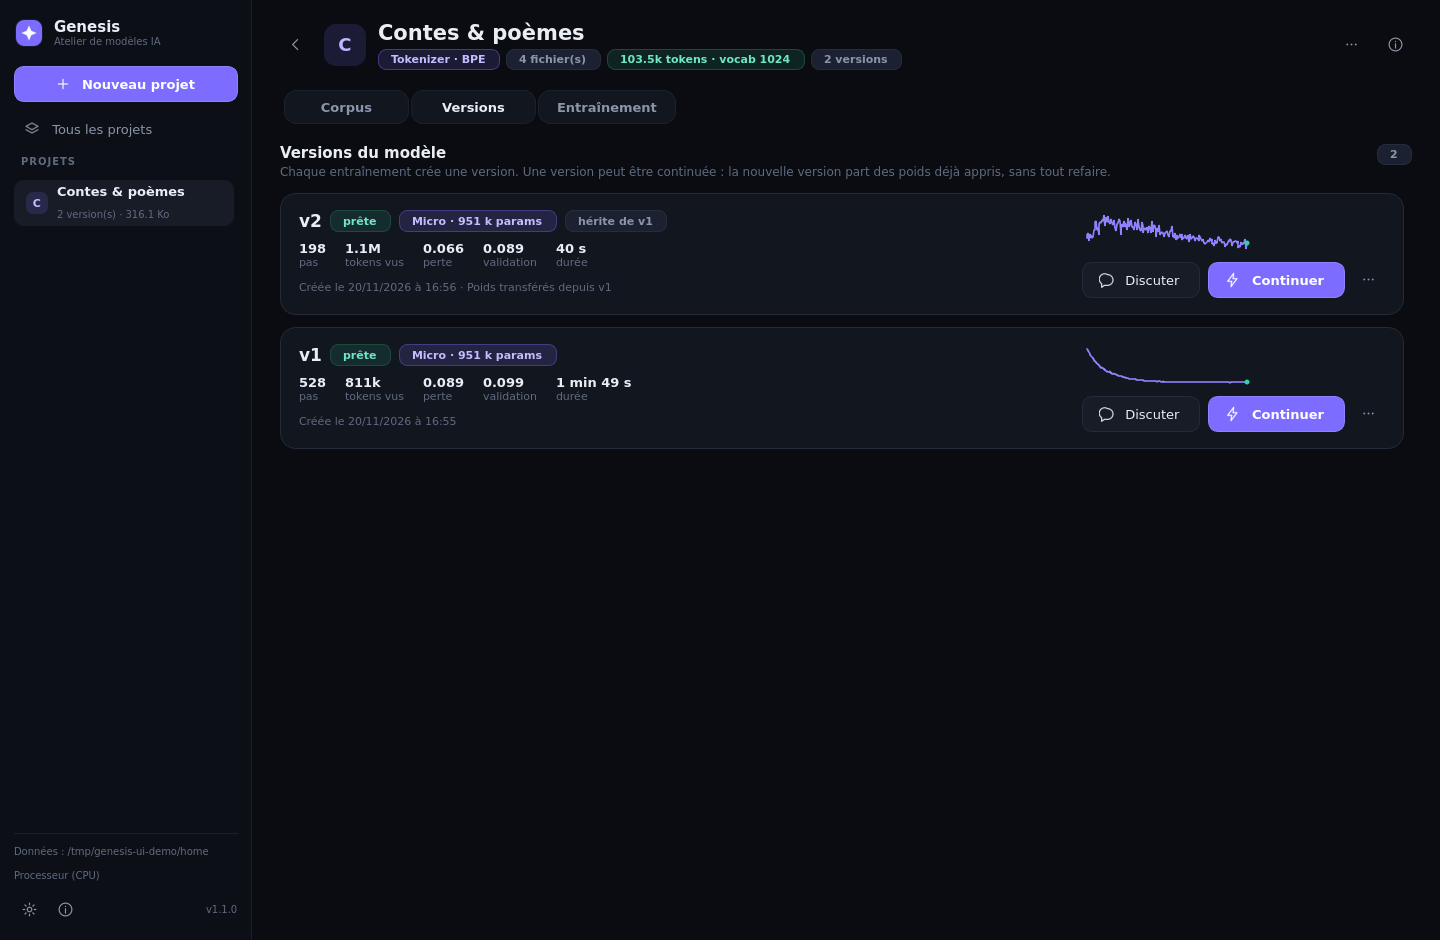 Genesis
Atelier de modèles IA
Nouveau projet
Tous les projets
PROJETS
C
Contes & poèmes
2 version(s) · 316.1 Ko
Données : /tmp/genesis-ui-demo/home
Processeur (CPU)
v1.1.0
C
Contes & poèmes
Tokenizer · BPE 4 fichier(s) 103.5k tokens · vocab 1024 2 versions
Corpus Versions Entraînement
Versions du modèle
2
Chaque entraînement crée une version. Une version peut être continuée : la nouvelle version part des poids déjà appris, sans tout refaire.
v2 prête Micro · 951 k params hérite de v1
198 1.1M 0.066 0.089 40 s
pas tokens vus perte validation durée
Créée le 20/11/2026 à 16:56 · Poids transférés depuis v1
Discuter Continuer
v1 prête Micro · 951 k params
528 811k 0.089 0.099 1 min 49 s
pas tokens vus perte validation durée
Créée le 20/11/2026 à 16:55
Discuter Continuer